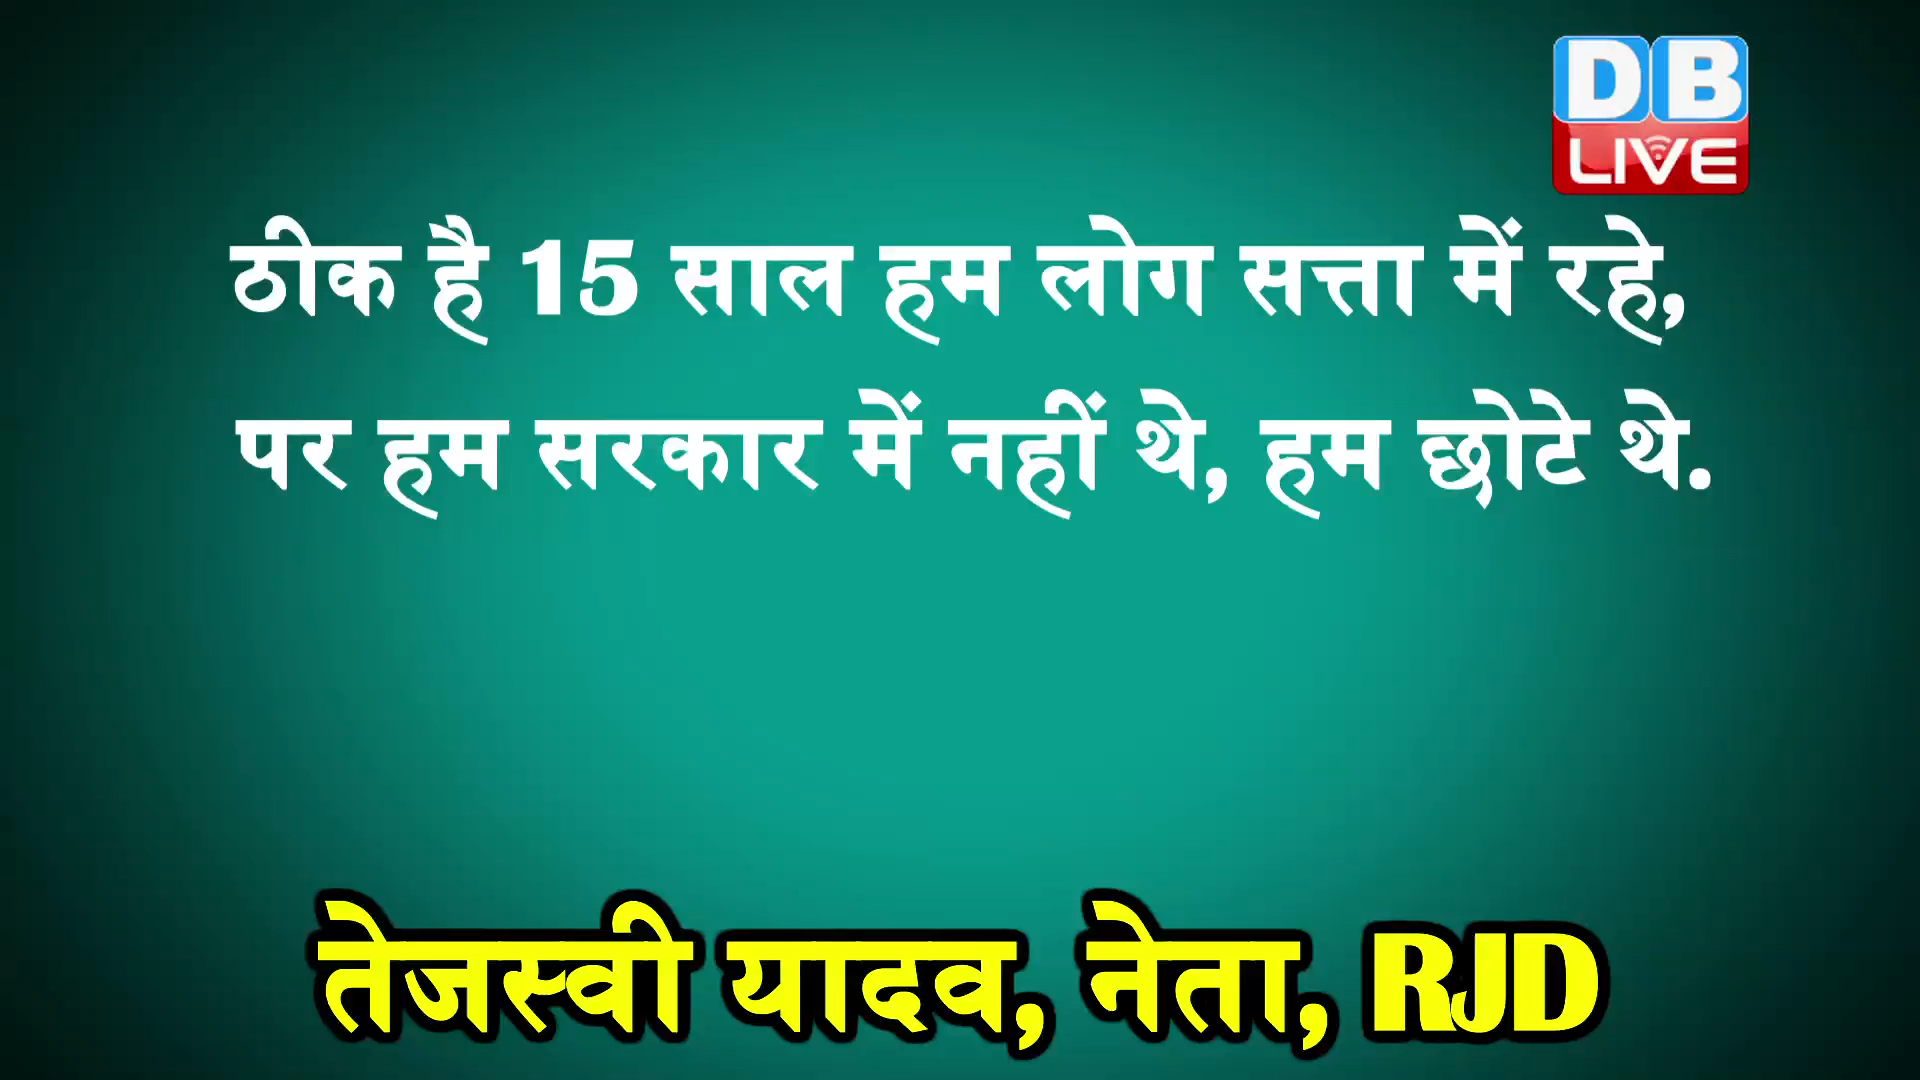 DB
LIVE
ठीक है 15 साल हम लोग सत्ता में रहे,
पर हम सरकार में नहीं थे, हम छोटे थे.
तेजस्वी यादव, नेता, RJD